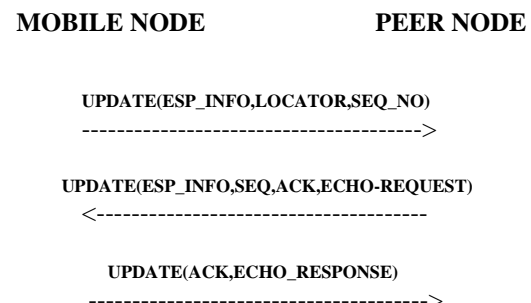 MOBILE NODE PEER NODE
UPDATE(ESP_INFO,LOCATOR,SEQ_NO)
--------------------------------------->
UPDATE(ESP_INFO,SEQ,ACK,ECHO-REQUEST)
<--------------------------------------
UPDATE(ACK,ECHO_RESPONSE)
--------------------------------------->